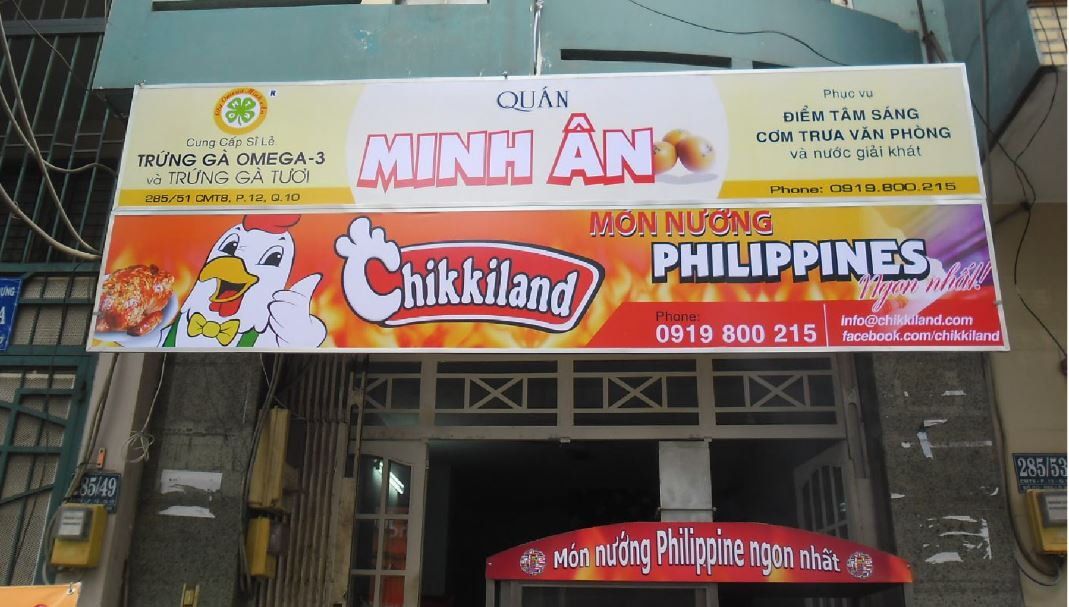 QUÁN
MINH ÂN
®
Cung Cấp Sỉ Lẻ
TRỨNG GÀ OMEGA-3
và TRỨNG GÀ TƯƠI
285/51 CMT8, P.12, Q.10
Phục vụ
ĐIỂM TÂM SÁNG
CƠM TRƯA VĂN PHÒNG
và nước giải khát
Phone: 0919.800.215
Chikkiland
MÓN NƯỚNG
PHILIPPINES
Ngon nhất!
Phone:
0919 800 215
info@chikkiland.com
facebook.com/chikkiland
85/49
285/53
Món nướng Philippine ngon nhất